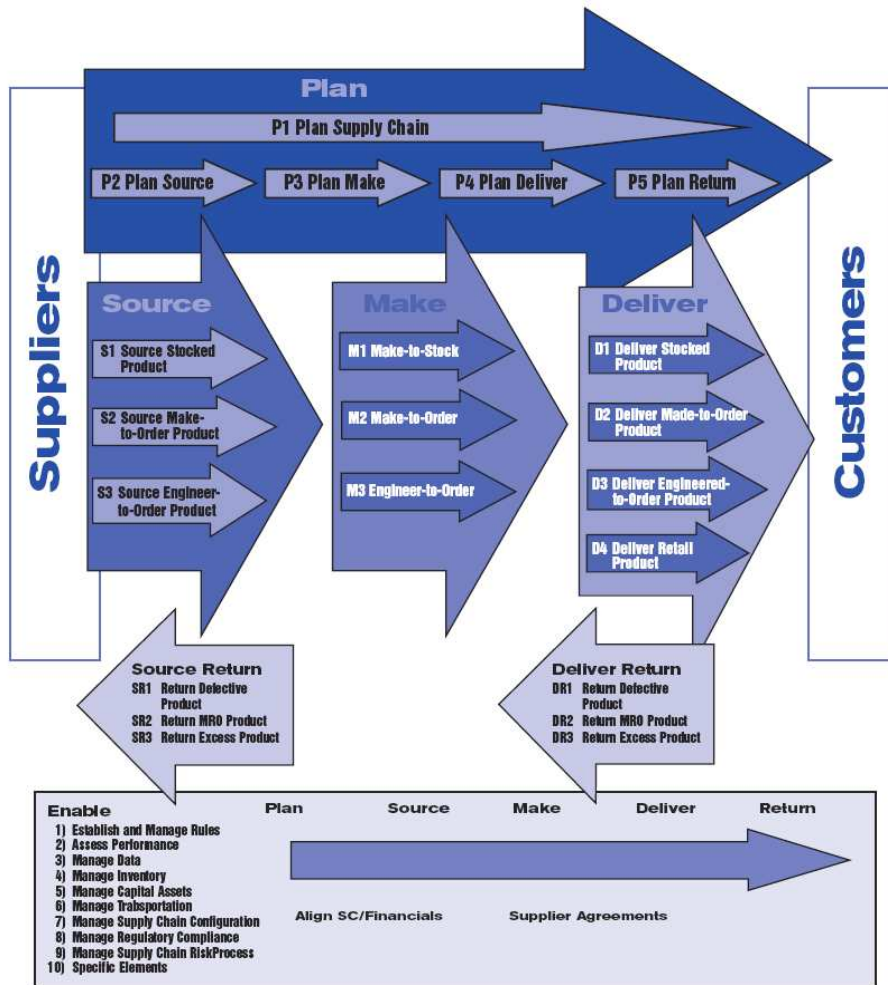 Plan
P1 Plan Supply Chain
P2 Plan Source
P3 Plan Make
P4 Plan Deliver
P5 Plan Return
Suppliers
Customers
Source
S1 Source Stocked
Product
S2 Source Make-
to-Order Product
S3 Source Engineer-
to-Order Product
Make
M1 Make-to-Stock
M2 Make-to-Order
M3 Engineer-to-Order
Deliver
D1 Deliver Stocked
Product
D2 Deliver Made-to-Order
Product
D3 Deliver Engineered-
to-Order Product
D4 Deliver Retail
Product
Source Return
SR1 Return Defective
Product
SR2 Return MRO Product
SR3 Return Excess Product
Deliver Return
DR1 Return Defective
Product
DR2 Return MRO Product
DR3 Return Excess Product
Enable
1) Establish and Manage Rules
2) Assess Performance
3) Manage Data
4) Manage Inventory
5) Manage Capital Assets
6) Manage Trabsportation
7) Manage Supply Chain Configuration
8) Manage Regulatory Compliance
9) Manage Supply Chain RiskProcess
10) Specific Elements
Plan Source Make Deliver Return
Align SC/Financials Supplier Agreements